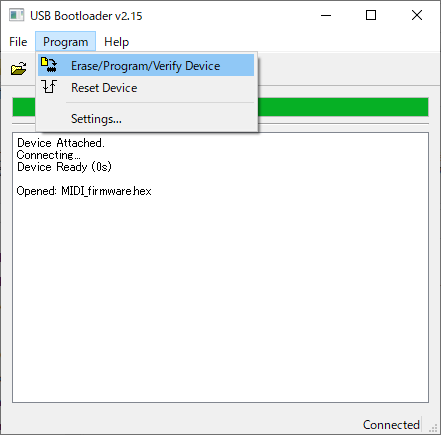 USB Bootloader v2.15
File Program Help
Erase/Program/Verify Device
Reset Device
Settings...
Device Attached.
Connecting...
Device Ready (0s)
Opened: MIDI_firmware.hex
Connected